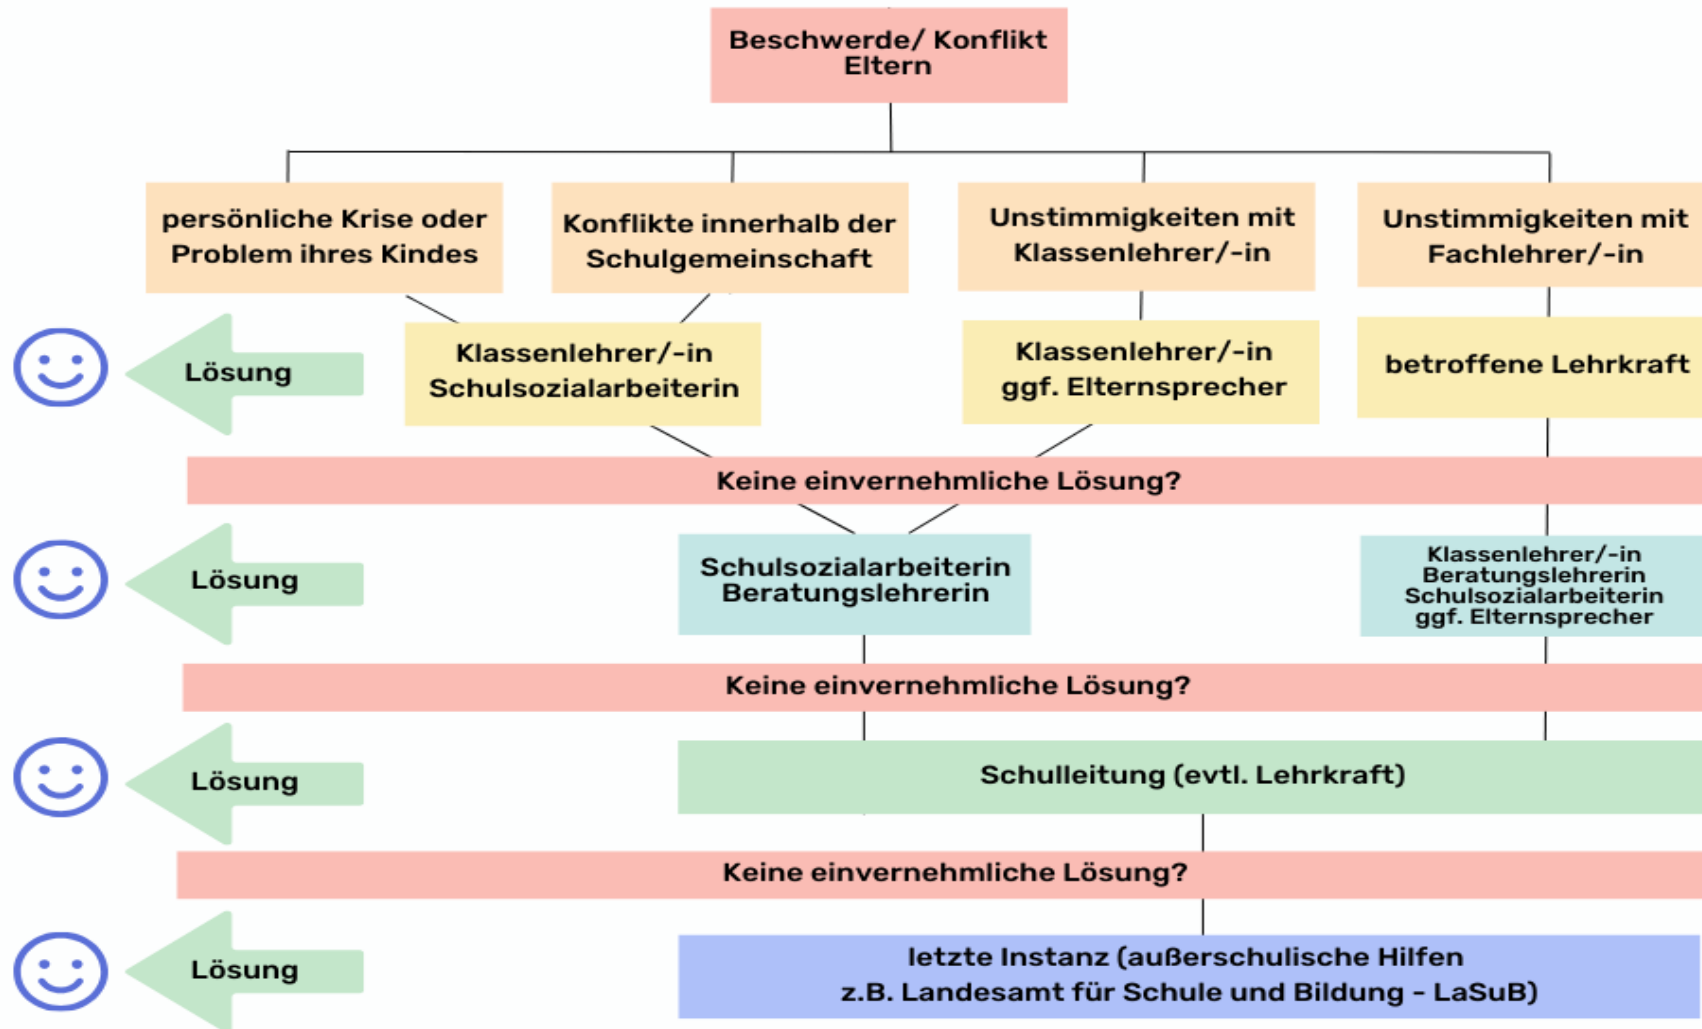 Beschwerde/ Konflikt
Eltern
persönliche Krise oder
Problem ihres Kindes
Konflikte innerhalb der
Schulgemeinschaft
Unstimmigkeiten mit
Klassenlehrer/-in
Unstimmigkeiten mit
Fachlehrer/-in
Lösung
Klassenlehrer/-in
Schulsozialarbeiterin
Klassenlehrer/-in
ggf. Elternsprecher
betroffene Lehrkraft
Keine einvernehmliche Lösung?
Lösung
Schulsozialarbeiterin
Beratungslehrerin
Klassenlehrer/-in
Beratungslehrerin
Schulsozialarbeiterin
ggf. Elternsprecher
Keine einvernehmliche Lösung?
Lösung
Schulleitung (evtl. Lehrkraft)
Keine einvernehmliche Lösung?
Lösung
letzte Instanz (außerschulische Hilfen
z.B. Landesamt für Schule und Bildung - LaSuB)